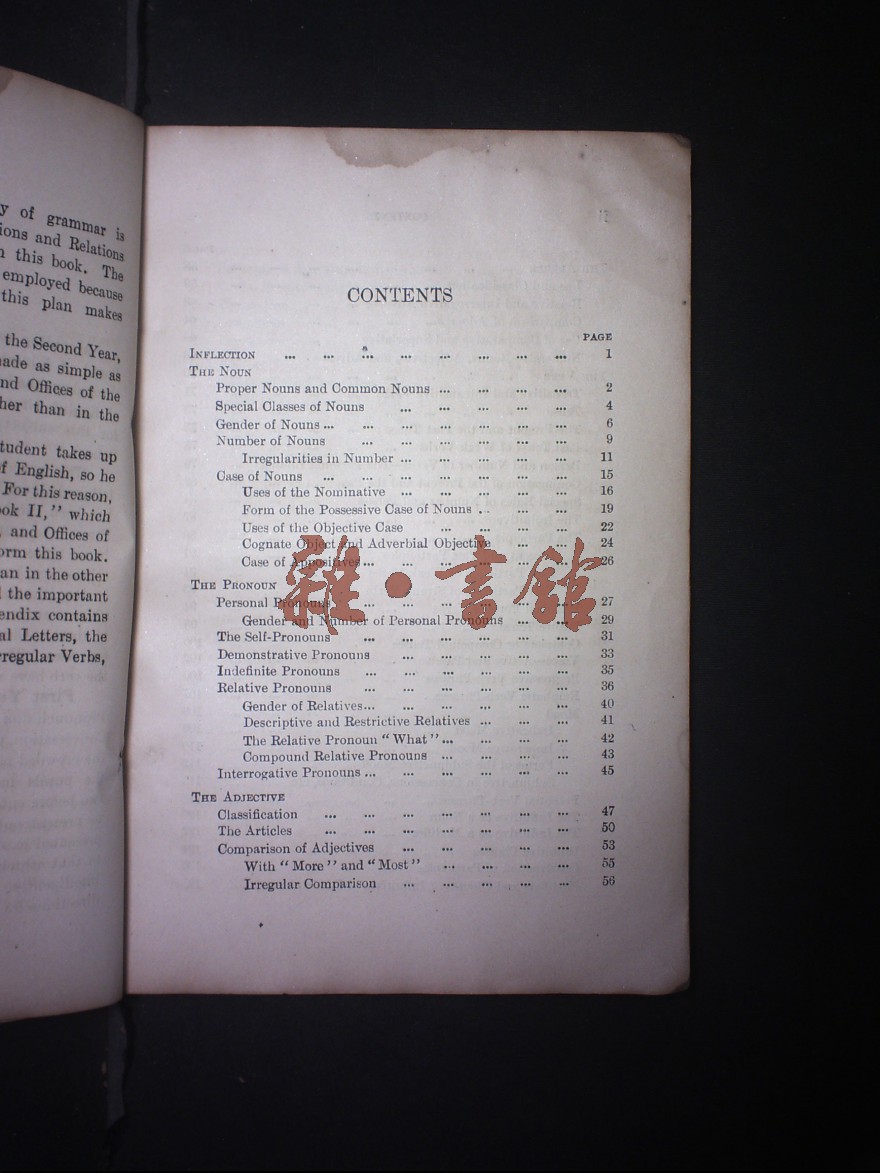 y of grammar is
ions and Relations
this book. The
employed because
this plan makes
the Second Year,
ade as simple as
nd Offices of the
her than in the
tudent takes up
f English, so he
For this reason,
ok II," which
and Offices of
orm this book.
an in the other
the important
endix contains
al Letters, the
rregular Verbs,
CONTENTS
PAGE
INFLECTION ... ... ... ... ... ... ... ... 1
THE NOUN
Proper Nouns and Common Nouns ... ... ... ... 2
Special Classes of Nouns ... ... ... ... ... 4
Gender of Nouns ... ... ... ... ... ... ... 6
Number of Nouns ... ... ... ... ... ... 9
Irregularities in Number ... ... ... ... ... 11
Case of Nouns ... ... ... ... ... ... ... 15
Uses of the Nominative ... ... ... ... ... 16
Form of the Possessive Case of Nouns ... ... ... 19
Uses of the Objective Case ... ... ... ... 22
Cognate Object and Adverbial Objective ... ... 24
Case of Appositives ... ... ... ... ... ... 26
雜·書館
THE PRONOUN
Personal Pronouns ... ... ... ... ... ... 27
Gender and Number of Personal Pronouns ... ... 29
The Self-Pronouns ... ... ... ... ... ... 31
Demonstrative Pronouns ... ... ... ... ... 33
Indefinite Pronouns ... ... ... ... ... ... 35
Relative Pronouns ... ... ... ... ... ... 36
Gender of Relatives ... ... ... ... ... ... 40
Descriptive and Restrictive Relatives ... ... ... 41
The Relative Pronoun "What" ... ... ... ... 42
Compound Relative Pronouns ... ... ... ... 43
Interrogative Pronouns ... ... ... ... ... ... 45
THE ADJECTIVE
Classification ... ... ... ... ... ... ... 47
The Articles ... ... ... ... ... ... ... 50
Comparison of Adjectives ... ... ... ... ... 53
With "More" and "Most" ... ... ... ... 55
Irregular Comparison ... ... ... ... ... 56